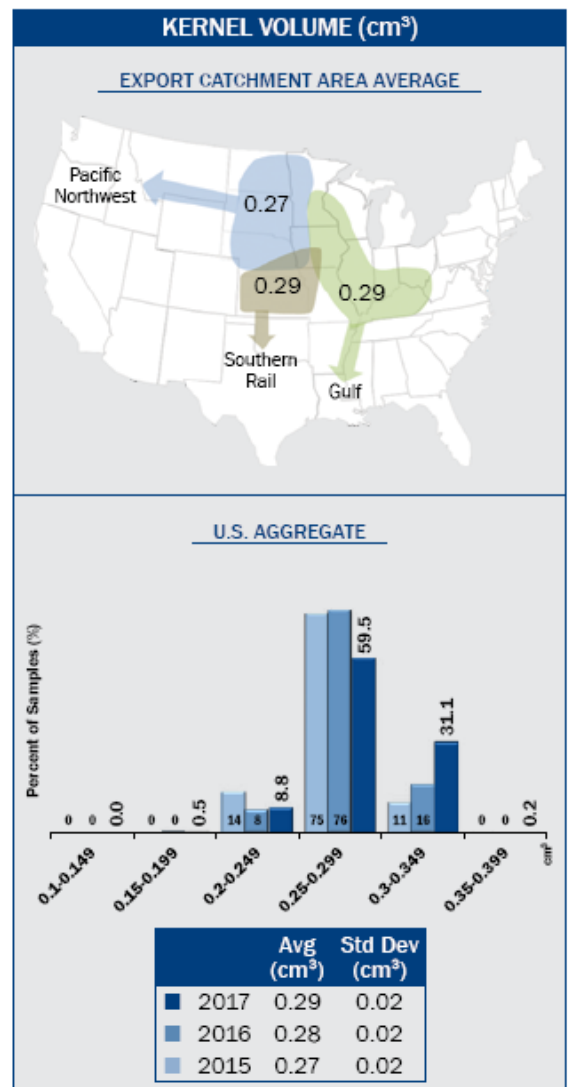 KERNEL VOLUME (cm³)
EXPORT CATCHMENT AREA AVERAGE
Pacific
Northwest
0.27
0.29
0.29
Southern
Rail
Gulf
U.S. AGGREGATE
Percent of Samples (%)
0 0 0.0
0 0 0.5
14 8 8.8
75 76 59.5
11 16 31.1
0 0 0.2
0.1-0.149
0.15-0.199
0.2-0.249
0.25-0.299
0.3-0.349
0.35-0.399
cm³
Avg Std Dev
(cm³) (cm³)
2017 0.29 0.02
2016 0.28 0.02
2015 0.27 0.02